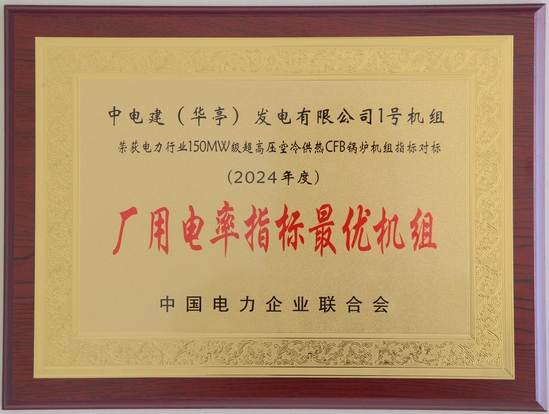 中电建（华亭）发电有限公司1号机组
荣获电力行业150MW级超高压空冷供热CFB锅炉机组指标对标
（2024年度）
厂用电率指标最优机组
中国电力企业联合会